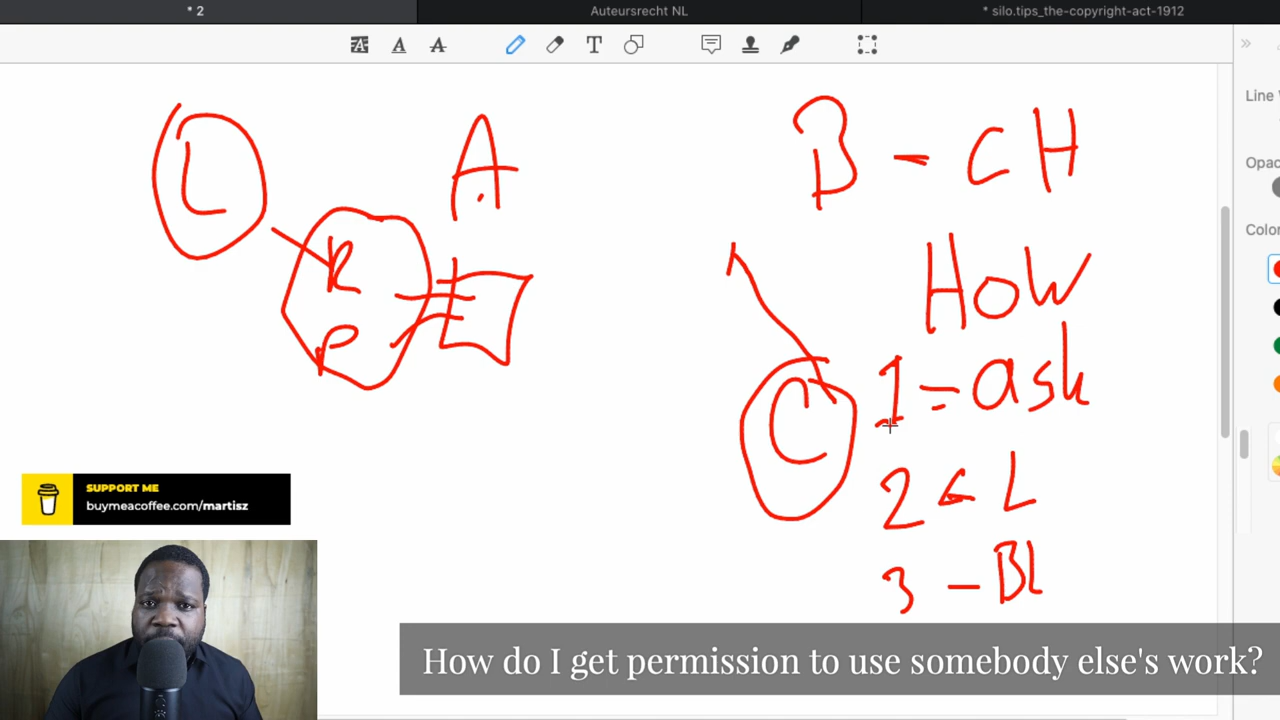 * 2
Auteursrecht NL
* silo.tips_the-copyright-act-1912
A A A T
Line
Opac
Color
L
A
R
P
B - CH
HOW
C
1 = ask
2 L
3 - BL
SUPPORT ME
buymeacoffee.com/martisz
How do I get permission to use somebody else's work?